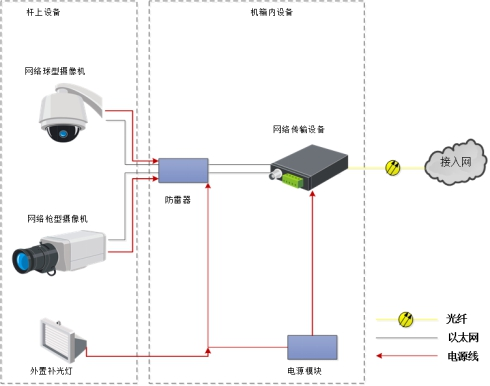 杆上设备
机箱内设备
网络球型摄像机
网络传输设备
接入网
防雷器
网络枪型摄像机
光纤
以太网
电源线
外置补光灯
电源模块